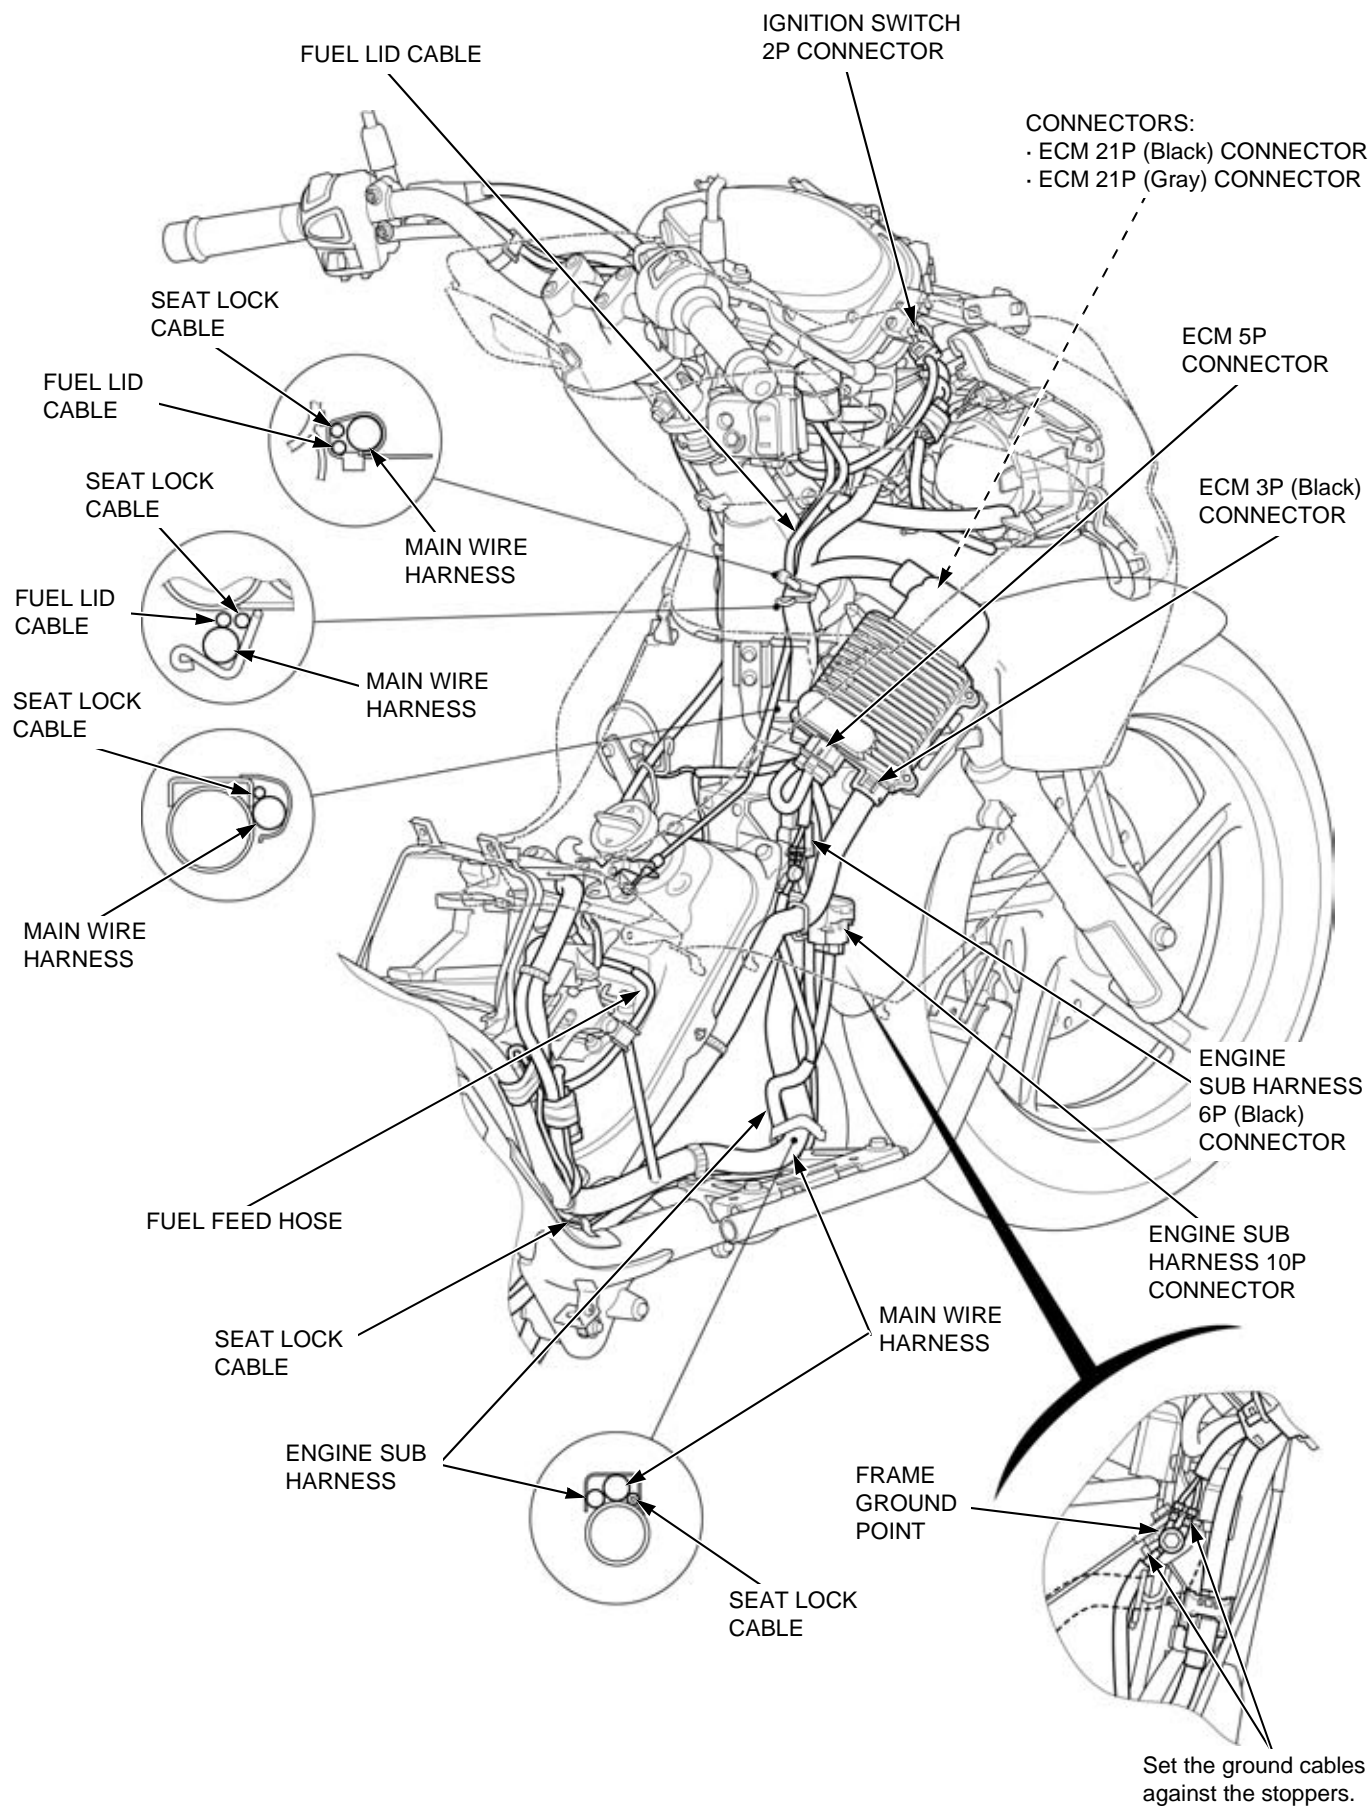 IGNITION SWITCH
2P CONNECTOR
FUEL LID CABLE
CONNECTORS:
· ECM 21P (Black) CONNECTOR
· ECM 21P (Gray) CONNECTOR
SEAT LOCK
CABLE
ECM 5P
CONNECTOR
FUEL LID
CABLE
SEAT LOCK
CABLE
ECM 3P (Black)
CONNECTOR
MAIN WIRE
HARNESS
FUEL LID
CABLE
MAIN WIRE
HARNESS
SEAT LOCK
CABLE
MAIN WIRE
HARNESS
ENGINE
SUB HARNESS
6P (Black)
CONNECTOR
FUEL FEED HOSE
ENGINE SUB
HARNESS 10P
CONNECTOR
MAIN WIRE
HARNESS
SEAT LOCK
CABLE
ENGINE SUB
HARNESS
FRAME
GROUND
POINT
SEAT LOCK
CABLE
Set the ground cables
against the stoppers.